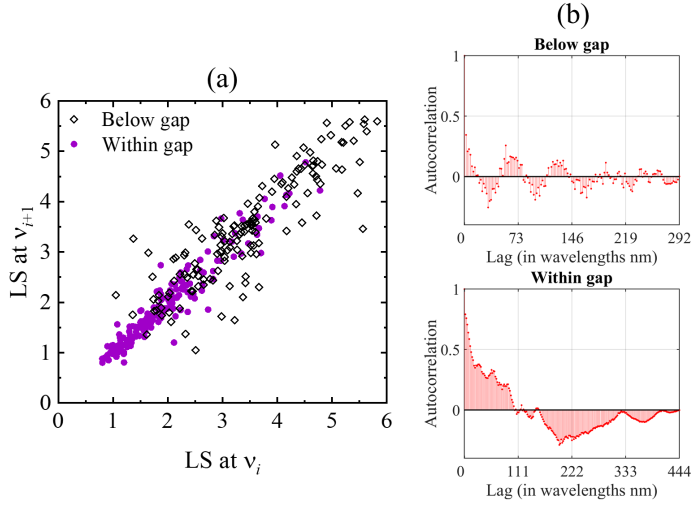 (a)
LS at ν_{i+1}
6
5
4
3
2
1
0
Below gap
Within gap
0 1 2 3 4 5 6
LS at ν_i
(b)
Below gap
Autocorrelation
1
0.5
0
0 73 146 219 292
Lag (in wavelengths nm)
Within gap
Autocorrelation
1
0.5
0
0 111 222 333 444
Lag (in wavelengths nm)